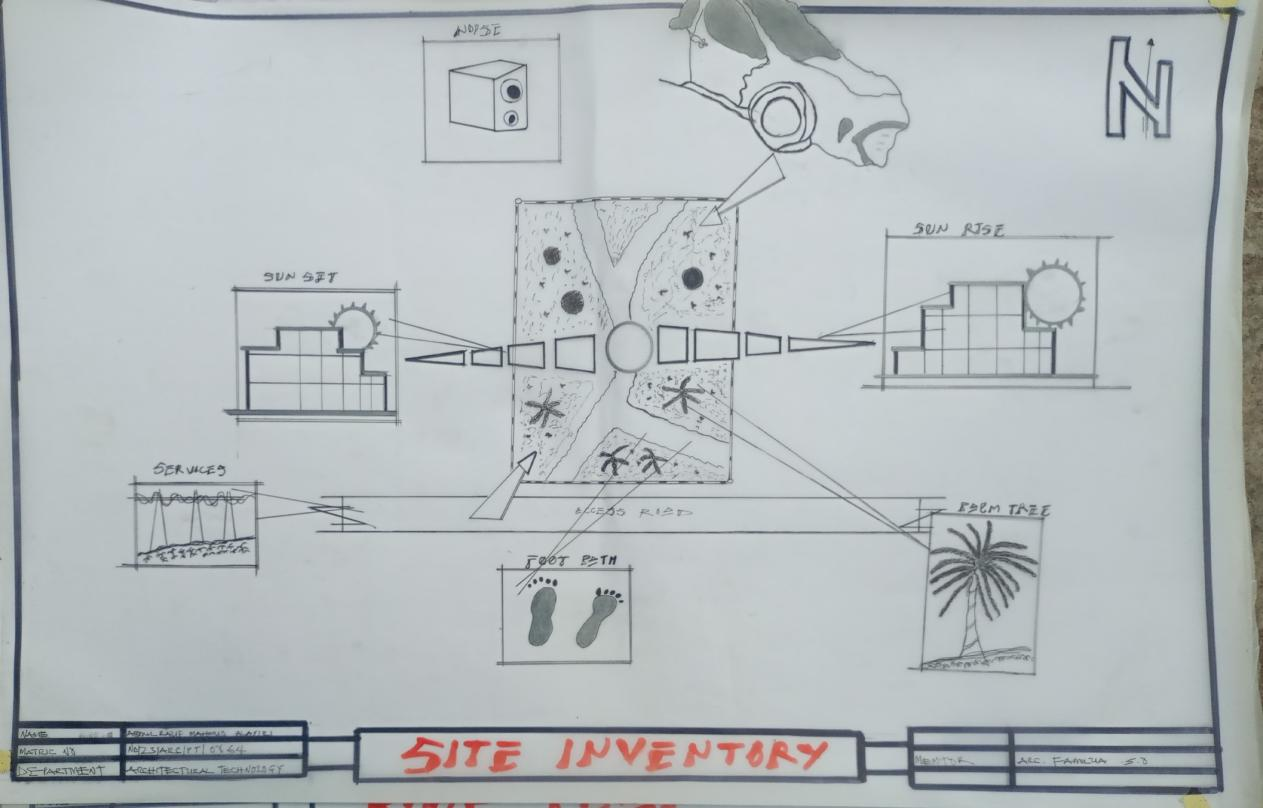 NOISE
N
SUN RISE
SUN SET
SERVICES
ACCESS ROAD
PALM TREE
FOOT PATH
NAME
MATRIC NO
DEPARTMENT ARCHITECTURAL TECHNOLOGY
SITE INVENTORY
MENTOR ARC. FAMILUA S.O